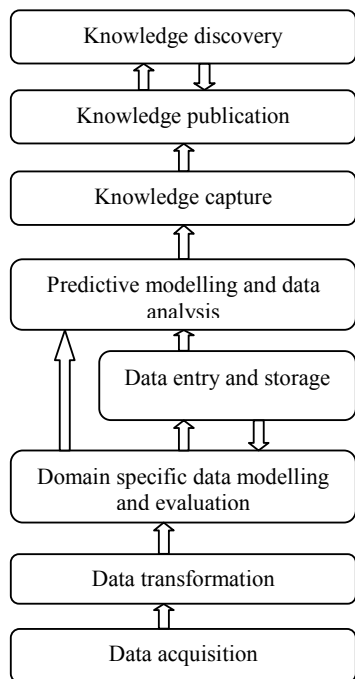 Knowledge discovery
Knowledge publication
Knowledge capture
Predictive modelling and data
analysis
Data entry and storage
Domain specific data modelling
and evaluation
Data transformation
Data acquisition